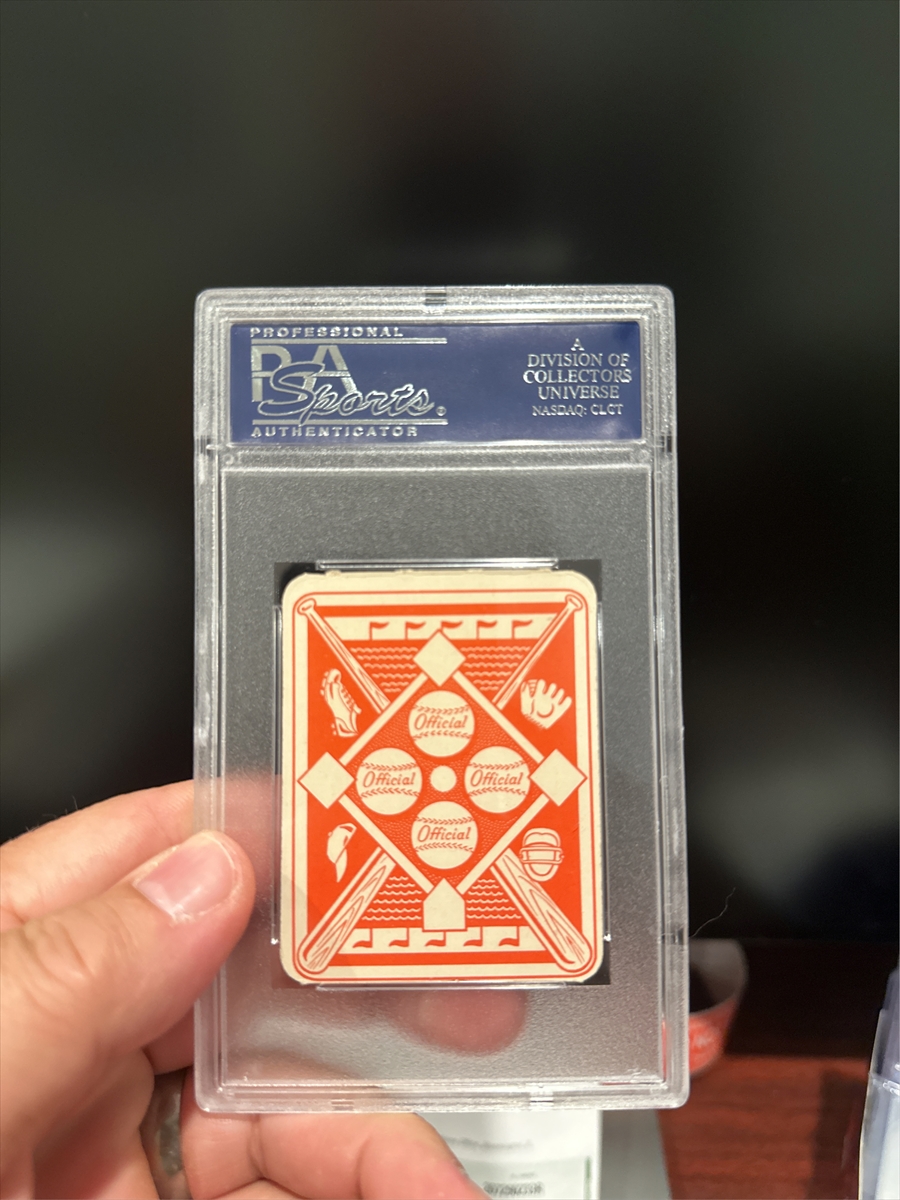 PROFESSIONAL
PSA
Sports®
AUTHENTICATOR
A
DIVISION OF
COLLECTORS
UNIVERSE
NASDAQ: CLCT
Official
Official
Official
Official